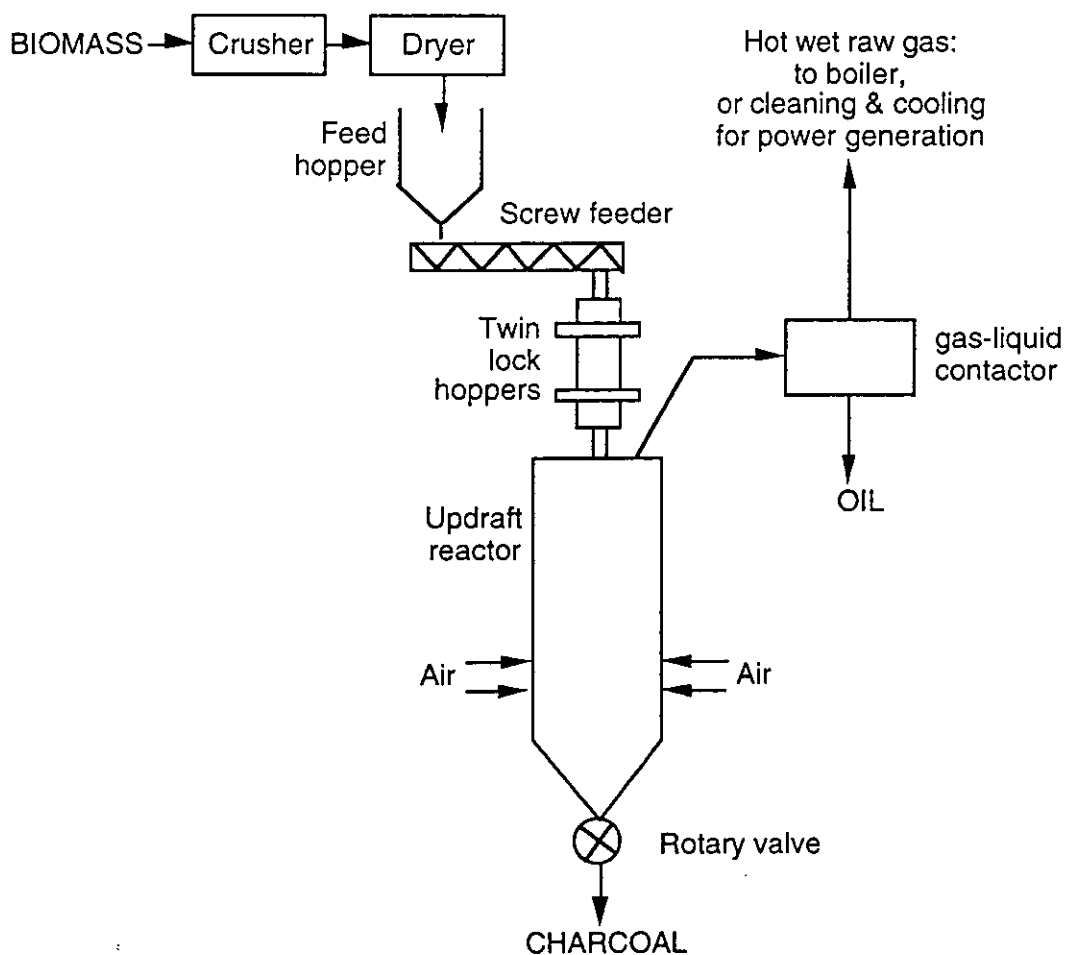 BIOMASS
Crusher
Dryer
Hot wet raw gas:
to boiler,
or cleaning & cooling
for power generation
Feed
hopper
Screw feeder
Twin
lock
hoppers
gas-liquid
contactor
OIL
Updraft
reactor
Air
Air
Rotary valve
CHARCOAL